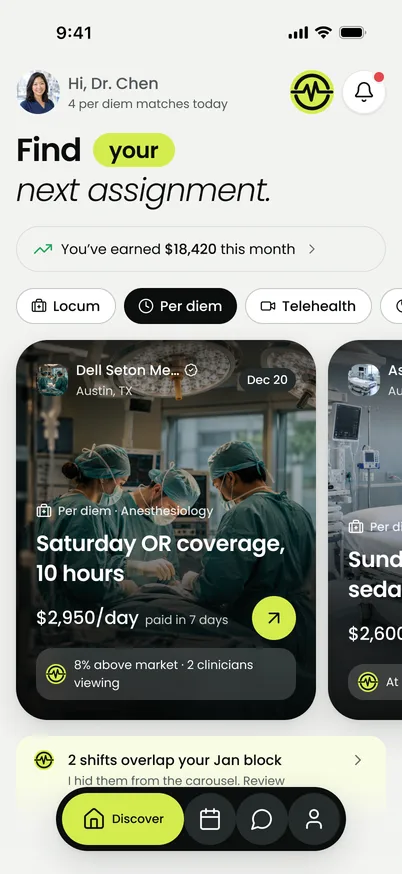 9:41
Hi, Dr. Chen
4 per diem matches today
Find your
next assignment.
You've earned $18,420 this month
Locum
Per diem
Telehealth
Dell Seton Me...
Austin, TX
Dec 20
Per diem · Anesthesiology
Saturday OR coverage,
10 hours
$2,950/day paid in 7 days
8% above market · 2 clinicians
viewing
As
Au
Per di
Sund
seda
$2,600
At
2 shifts overlap your Jan block
I hid them from the carousel. Review
Discover